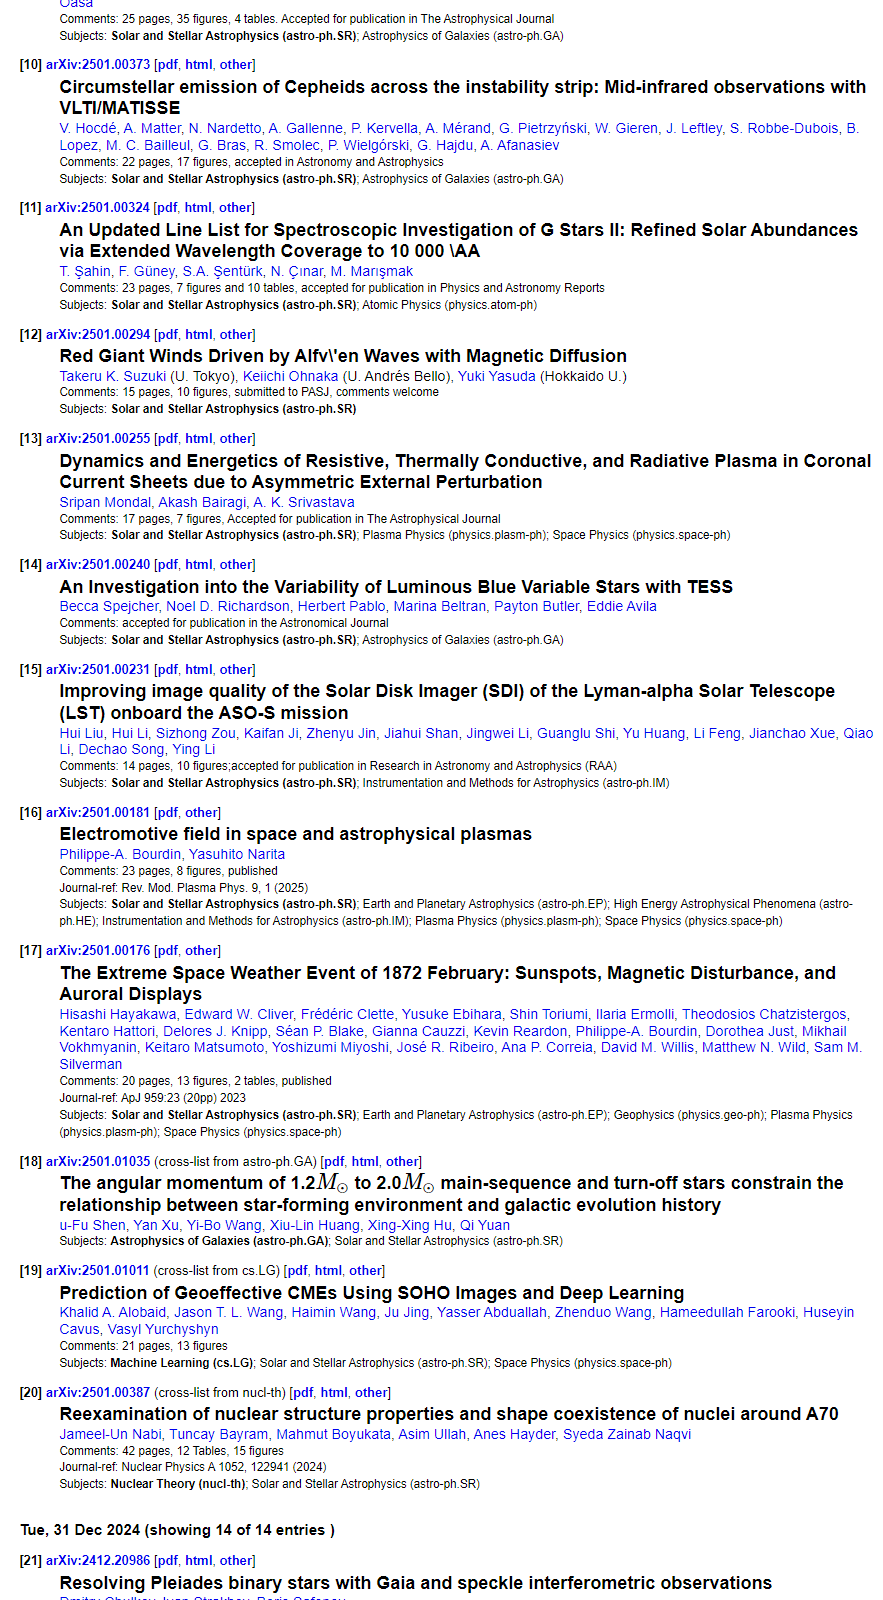 Oasa
Comments: 25 pages, 35 figures, 4 tables. Accepted for publication in The Astrophysical Journal
Subjects: Solar and Stellar Astrophysics (astro-ph.SR); Astrophysics of Galaxies (astro-ph.GA)
[10] arXiv:2501.00373 [pdf, html, other]
Circumstellar emission of Cepheids across the instability strip: Mid-infrared observations with
VLTI/MATISSE
V. Hocdé, A. Matter, N. Nardetto, A. Gallenne, P. Kervella, A. Mérand, G. Pietrzyński, W. Gieren, J. Leftley, S. Robbe-Dubois, B.
Lopez, M. C. Bailleul, G. Bras, R. Smolec, P. Wielgórski, G. Hajdu, A. Afanasiev
Comments: 22 pages, 17 figures, accepted in Astronomy and Astrophysics
Subjects: Solar and Stellar Astrophysics (astro-ph.SR); Astrophysics of Galaxies (astro-ph.GA)
[11] arXiv:2501.00324 [pdf, html, other]
An Updated Line List for Spectroscopic Investigation of G Stars II: Refined Solar Abundances
via Extended Wavelength Coverage to 10 000 \AA
T. Şahin, F. Güney, S.A. Şentürk, N. Çınar, M. Marışmak
Comments: 23 pages, 7 figures and 10 tables, accepted for publication in Physics and Astronomy Reports
Subjects: Solar and Stellar Astrophysics (astro-ph.SR); Atomic Physics (physics.atom-ph)
[12] arXiv:2501.00294 [pdf, html, other]
Red Giant Winds Driven by Alfv\'en Waves with Magnetic Diffusion
Takeru K. Suzuki (U. Tokyo), Keiichi Ohnaka (U. Andrés Bello), Yuki Yasuda (Hokkaido U.)
Comments: 15 pages, 10 figures, submitted to PASJ, comments welcome
Subjects: Solar and Stellar Astrophysics (astro-ph.SR)
[13] arXiv:2501.00255 [pdf, html, other]
Dynamics and Energetics of Resistive, Thermally Conductive, and Radiative Plasma in Coronal
Current Sheets due to Asymmetric External Perturbation
Sripan Mondal, Akash Bairagi, A. K. Srivastava
Comments: 17 pages, 7 figures, Accepted for publication in The Astrophysical Journal
Subjects: Solar and Stellar Astrophysics (astro-ph.SR); Plasma Physics (physics.plasm-ph); Space Physics (physics.space-ph)
[14] arXiv:2501.00240 [pdf, html, other]
An Investigation into the Variability of Luminous Blue Variable Stars with TESS
Becca Spejcher, Noel D. Richardson, Herbert Pablo, Marina Beltran, Payton Butler, Eddie Avila
Comments: accepted for publication in the Astronomical Journal
Subjects: Solar and Stellar Astrophysics (astro-ph.SR); Astrophysics of Galaxies (astro-ph.GA)
[15] arXiv:2501.00231 [pdf, html, other]
Improving image quality of the Solar Disk Imager (SDI) of the Lyman-alpha Solar Telescope
(LST) onboard the ASO-S mission
Hui Liu, Hui Li, Sizhong Zou, Kaifan Ji, Zhenyu Jin, Jiahui Shan, Jingwei Li, Guanglu Shi, Yu Huang, Li Feng, Jianchao Xue, Qiao
Li, Dechao Song, Ying Li
Comments: 14 pages, 10 figures;accepted for publication in Research in Astronomy and Astrophysics (RAA)
Subjects: Solar and Stellar Astrophysics (astro-ph.SR); Instrumentation and Methods for Astrophysics (astro-ph.IM)
[16] arXiv:2501.00181 [pdf, other]
Electromotive field in space and astrophysical plasmas
Philippe-A. Bourdin, Yasuhito Narita
Comments: 23 pages, 8 figures, published
Journal-ref: Rev. Mod. Plasma Phys. 9, 1 (2025)
Subjects: Solar and Stellar Astrophysics (astro-ph.SR); Earth and Planetary Astrophysics (astro-ph.EP); High Energy Astrophysical Phenomena (astro-
ph.HE); Instrumentation and Methods for Astrophysics (astro-ph.IM); Plasma Physics (physics.plasm-ph); Space Physics (physics.space-ph)
[17] arXiv:2501.00176 [pdf, other]
The Extreme Space Weather Event of 1872 February: Sunspots, Magnetic Disturbance, and
Auroral Displays
Hisashi Hayakawa, Edward W. Cliver, Frédéric Clette, Yusuke Ebihara, Shin Toriumi, Ilaria Ermolli, Theodosios Chatzistergos,
Kentaro Hattori, Delores J. Knipp, Séan P. Blake, Gianna Cauzzi, Kevin Reardon, Philippe-A. Bourdin, Dorothea Just, Mikhail
Vokhmyanin, Keitaro Matsumoto, Yoshizumi Miyoshi, José R. Ribeiro, Ana P. Correia, David M. Willis, Matthew N. Wild, Sam M.
Silverman
Comments: 20 pages, 13 figures, 2 tables, published
Journal-ref: ApJ 959:23 (20pp) 2023
Subjects: Solar and Stellar Astrophysics (astro-ph.SR); Earth and Planetary Astrophysics (astro-ph.EP); Geophysics (physics.geo-ph); Plasma Physics
(physics.plasm-ph); Space Physics (physics.space-ph)
[18] arXiv:2501.01035 (cross-list from astro-ph.GA) [pdf, html, other]
The angular momentum of 1.2M⊙ to 2.0M⊙ main-sequence and turn-off stars constrain the
relationship between star-forming environment and galactic evolution history
u-Fu Shen, Yan Xu, Yi-Bo Wang, Xiu-Lin Huang, Xing-Xing Hu, Qi Yuan
Subjects: Astrophysics of Galaxies (astro-ph.GA); Solar and Stellar Astrophysics (astro-ph.SR)
[19] arXiv:2501.01011 (cross-list from cs.LG) [pdf, html, other]
Prediction of Geoeffective CMEs Using SOHO Images and Deep Learning
Khalid A. Alobaid, Jason T. L. Wang, Haimin Wang, Ju Jing, Yasser Abduallah, Zhenduo Wang, Hameedullah Farooki, Huseyin
Cavus, Vasyl Yurchyshyn
Comments: 21 pages, 13 figures
Subjects: Machine Learning (cs.LG); Solar and Stellar Astrophysics (astro-ph.SR); Space Physics (physics.space-ph)
[20] arXiv:2501.00387 (cross-list from nucl-th) [pdf, html, other]
Reexamination of nuclear structure properties and shape coexistence of nuclei around A70
Jameel-Un Nabi, Tuncay Bayram, Mahmut Boyukata, Asim Ullah, Anes Hayder, Syeda Zainab Naqvi
Comments: 42 pages, 12 Tables, 15 figures
Journal-ref: Nuclear Physics A 1052, 122941 (2024)
Subjects: Nuclear Theory (nucl-th); Solar and Stellar Astrophysics (astro-ph.SR)
Tue, 31 Dec 2024 (showing 14 of 14 entries )
[21] arXiv:2412.20986 [pdf, html, other]
Resolving Pleiades binary stars with Gaia and speckle interferometric observations